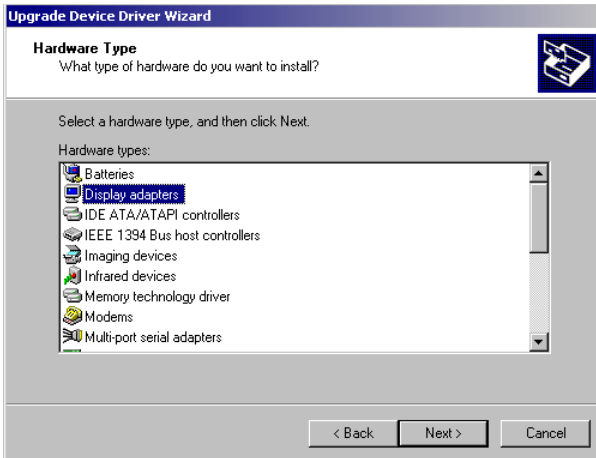 Upgrade Device Driver Wizard
Hardware Type
What type of hardware do you want to install?
Select a hardware type, and then click Next.
Hardware types:
Batteries
Display adapters
IDE ATA/ATAPI controllers
IEEE 1394 Bus host controllers
Imaging devices
Infrared devices
Memory technology driver
Modems
Multi-port serial adapters
< Back
Next >
Cancel